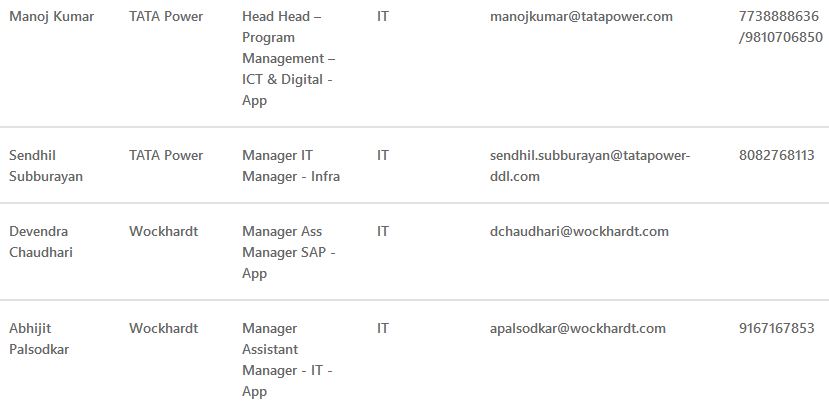 Manoj Kumar TATA Power Head Head – IT manojkumar@tatapower.com 7738888636
Program /9810706850
Management –
ICT & Digital -
App
Sendhil TATA Power Manager IT IT sendhil.subburayan@tatapower- 8082768113
Subburayan Manager - Infra ddl.com
Devendra Wockhardt Manager Ass IT dchaudhari@wockhardt.com
Chaudhari Manager SAP -
App
Abhijit Wockhardt Manager IT apalsodkar@wockhardt.com 9167167853
Palsodkar Assistant
Manager - IT -
App